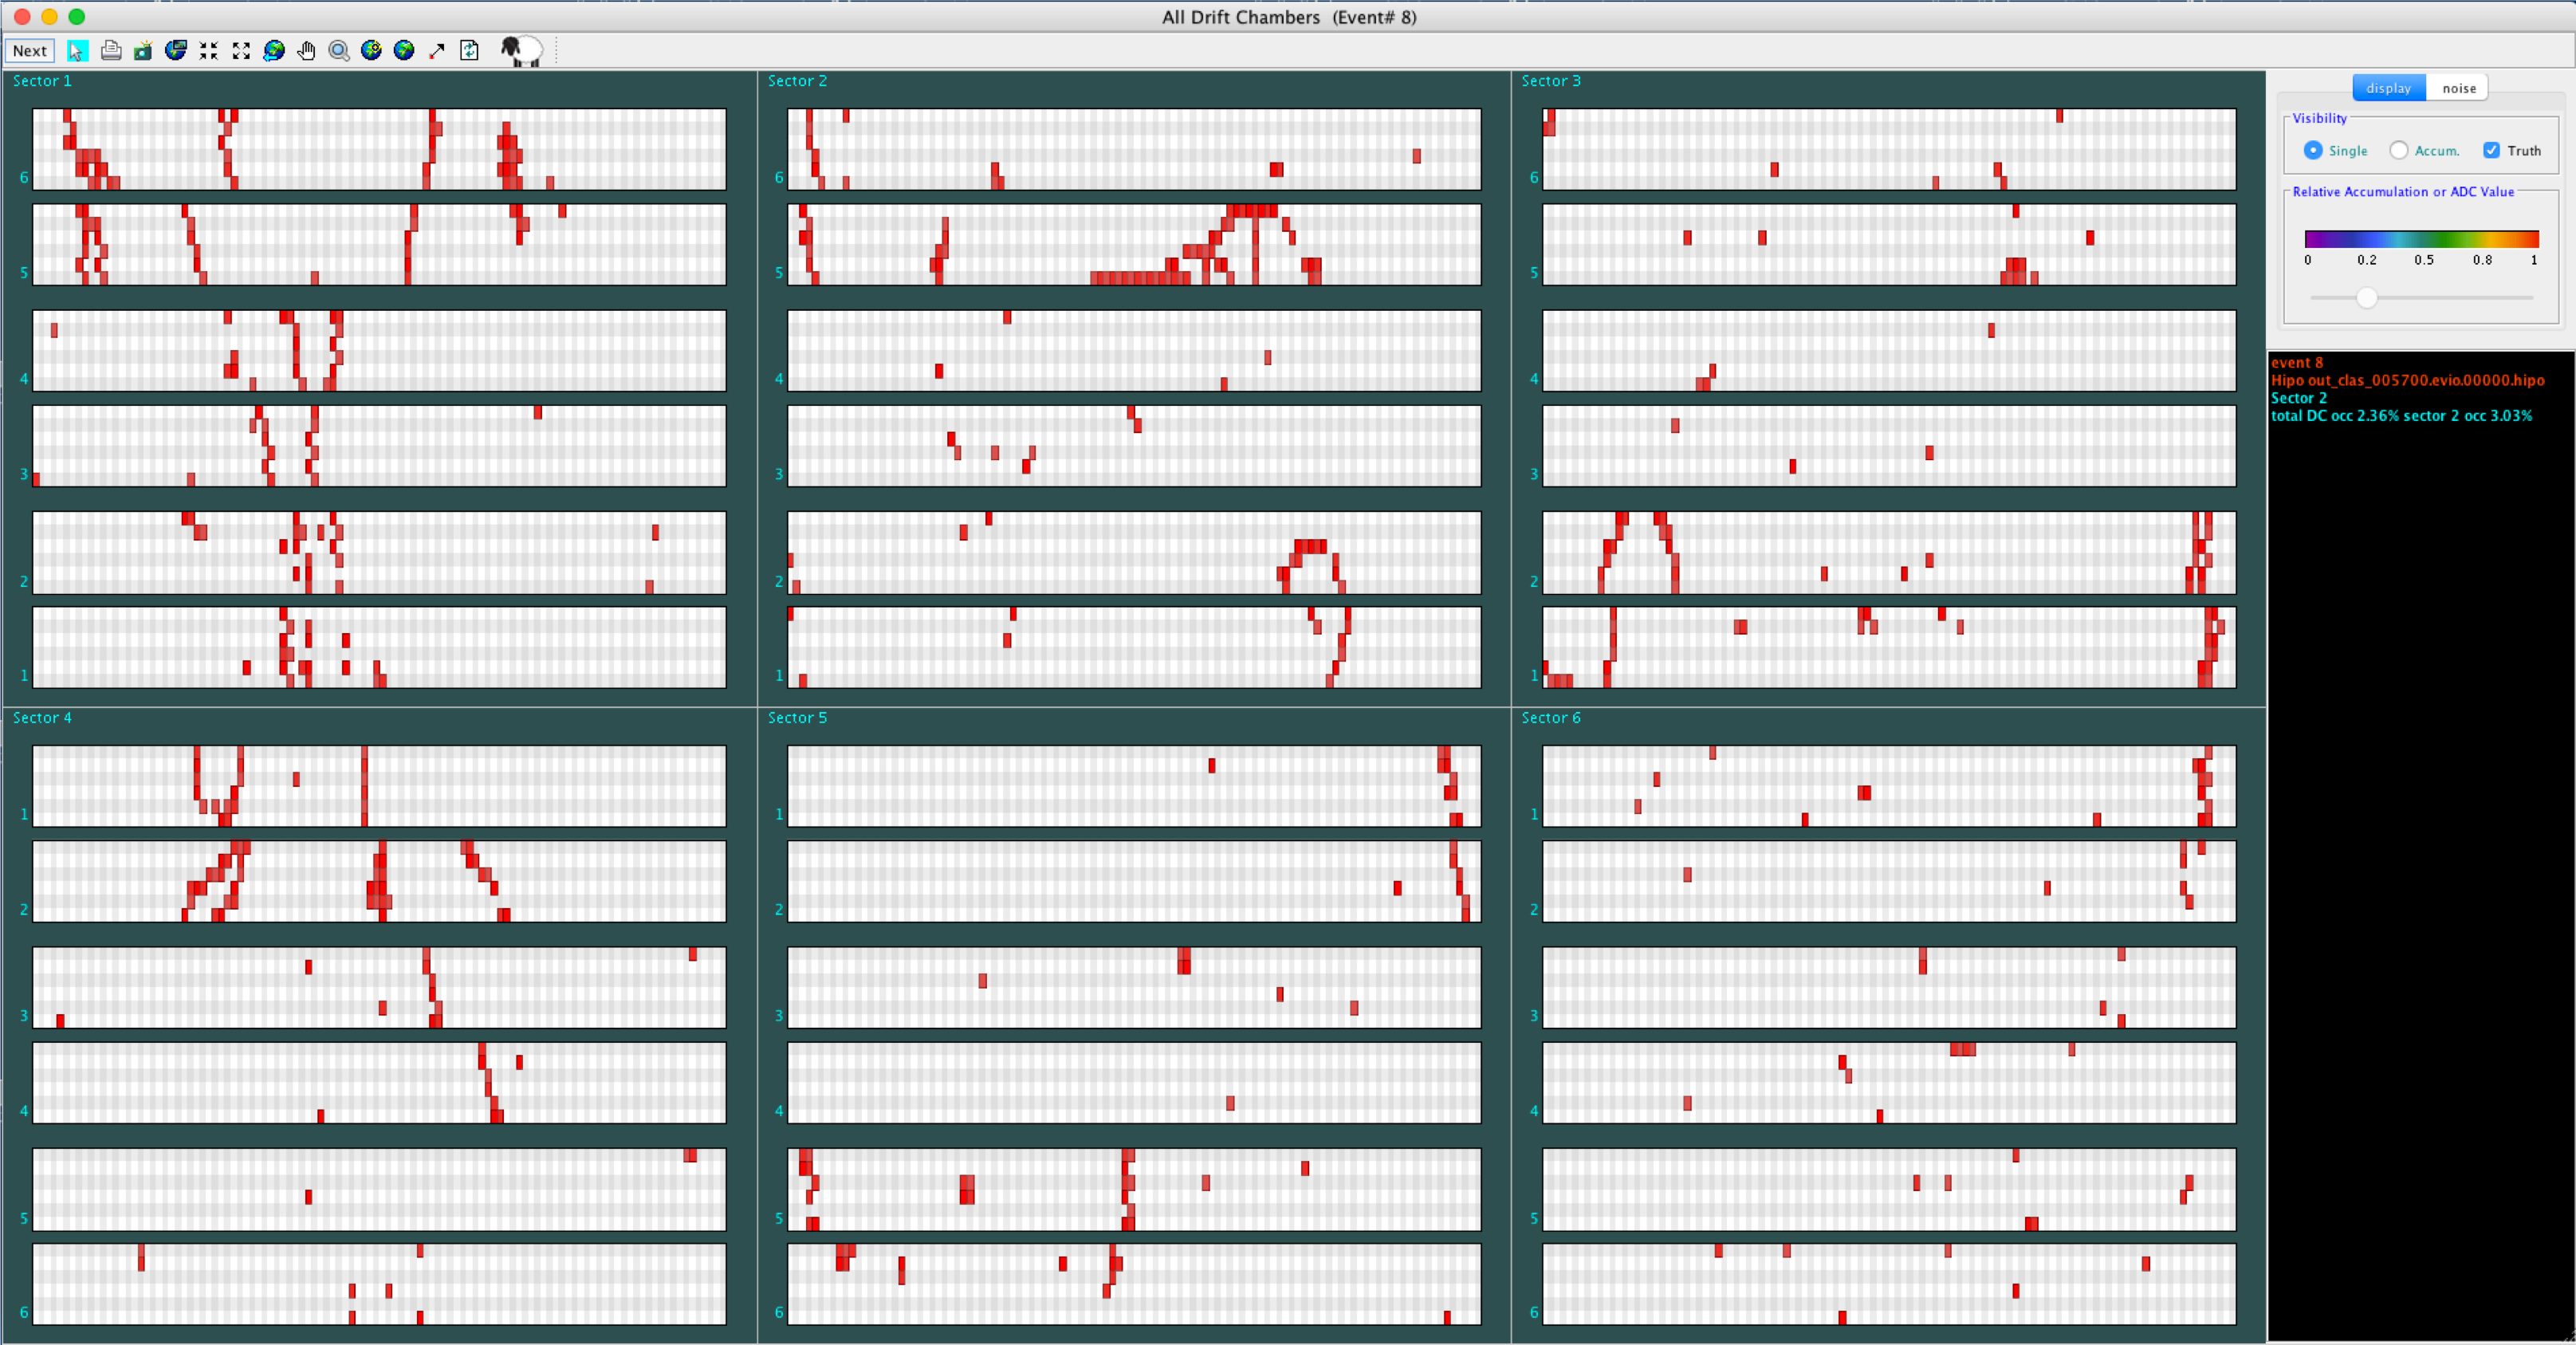 All Drift Chambers (Event# 8)
Next
Sector 1
6
5
4
3
2
1
Sector 2
6
5
4
3
2
1
Sector 3
6
5
4
3
2
1
Sector 4
1
2
3
4
5
6
Sector 5
1
2
3
4
5
6
Sector 6
1
2
3
4
5
6
display noise
Visibility
Single Accum. Truth
Relative Accumulation or ADC Value
0 0.2 0.5 0.8 1
event 8
Hipo out_clas_005700.evio.00000.hipo
Sector 2
total DC occ 2.36% sector 2 occ 3.03%